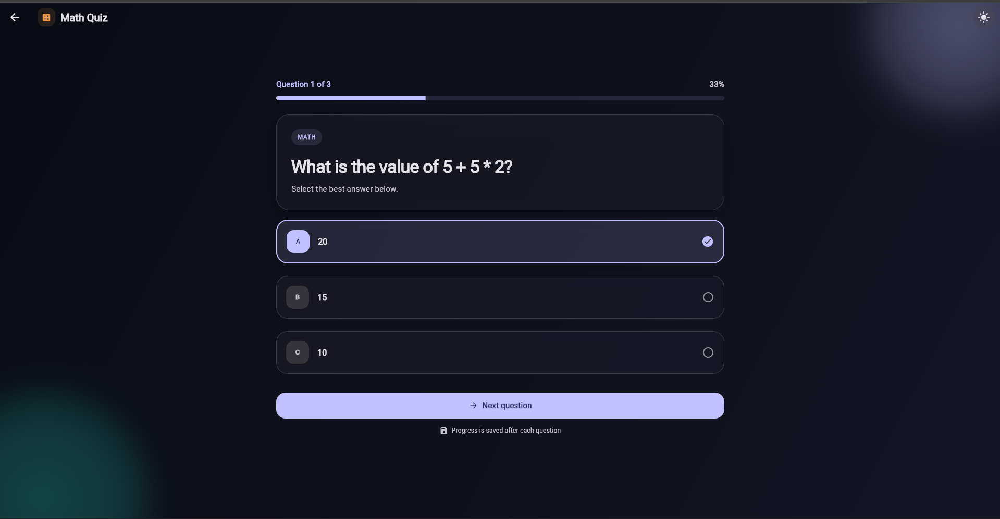 Math Quiz
Question 1 of 3
33%
MATH
What is the value of 5 + 5 * 2?
Select the best answer below.
A
20
B
15
C
10
Next question
Progress is saved after each question